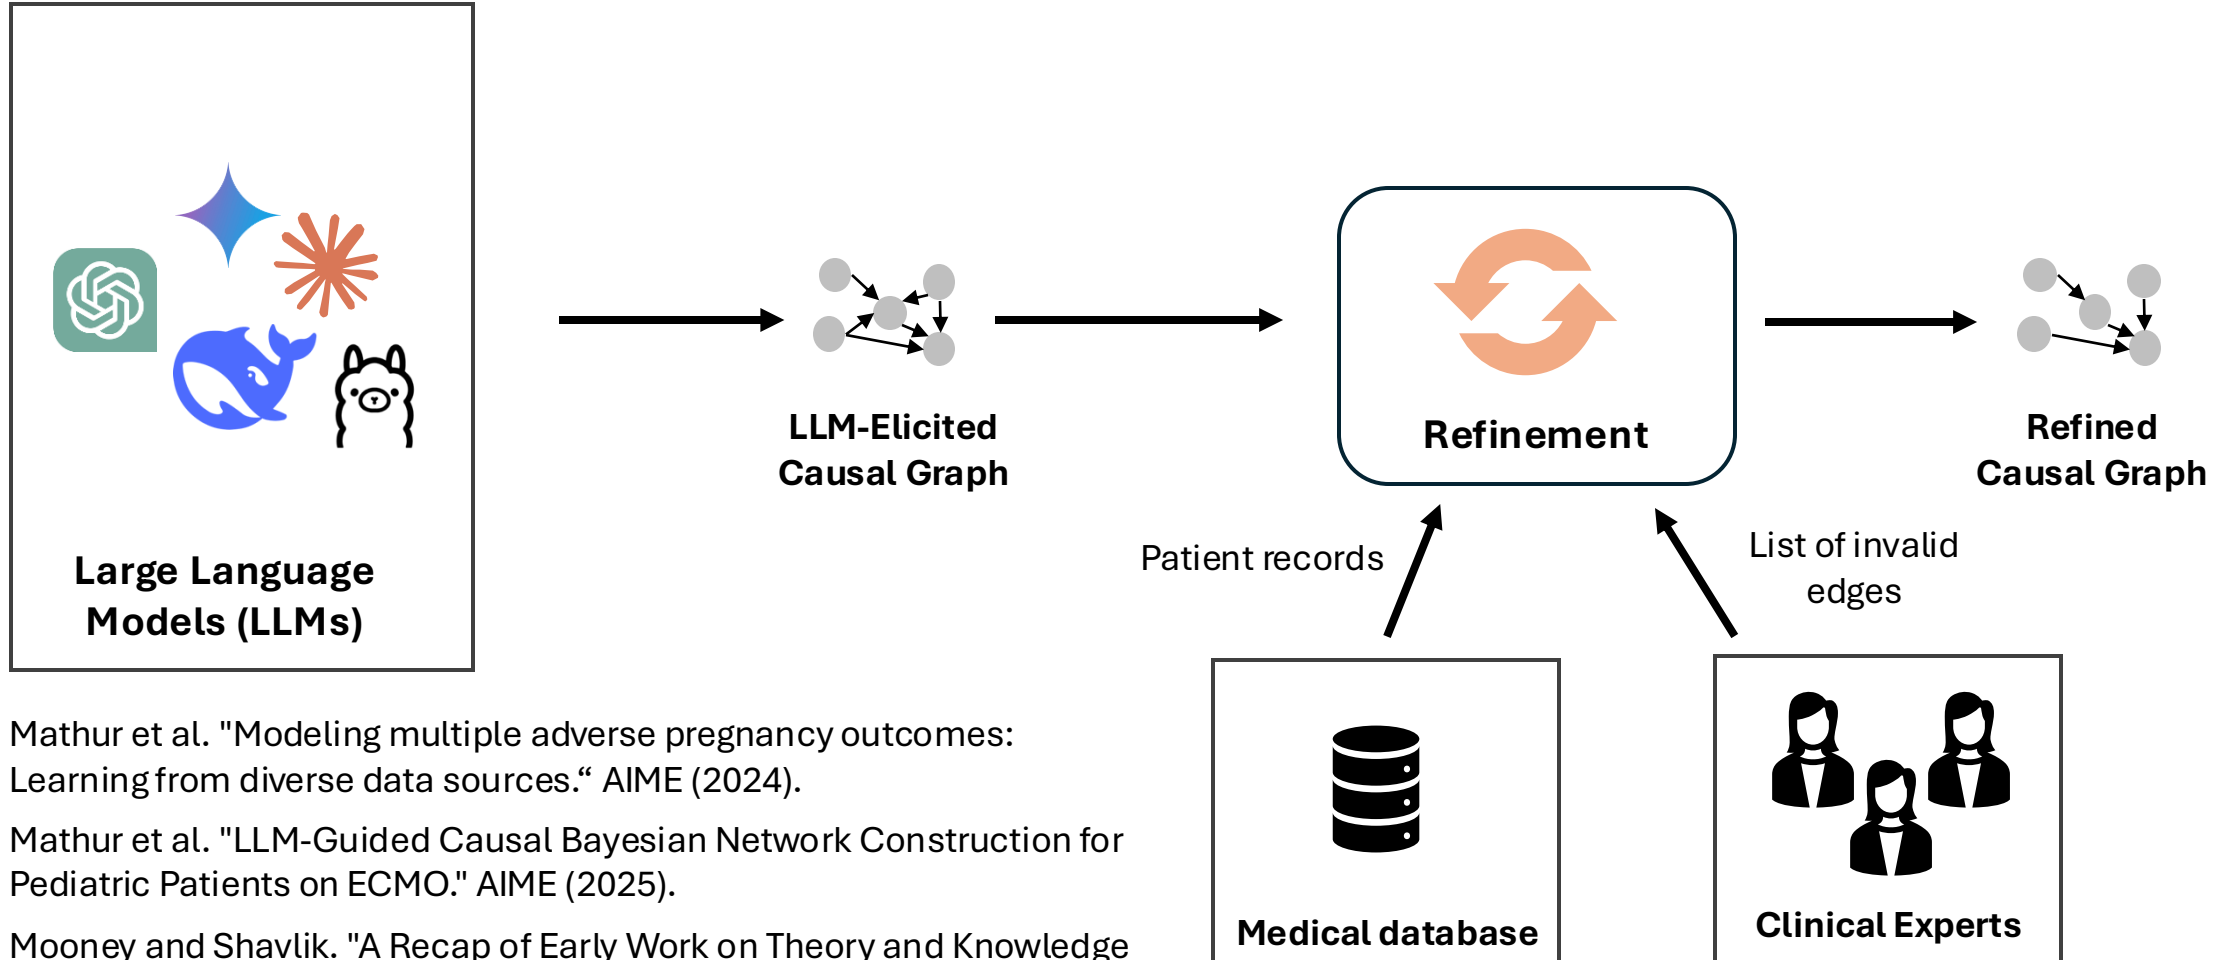 Large Language
Models (LLMs)
LLM-Elicited
Causal Graph
Refinement
Refined
Causal Graph
Patient records
List of invalid
edges
Medical database
Clinical Experts
Mathur et al. "Modeling multiple adverse pregnancy outcomes:
Learning from diverse data sources.“ AIME (2024).
Mathur et al. "LLM-Guided Causal Bayesian Network Construction for
Pediatric Patients on ECMO." AIME (2025).
Mooney and Shavlik. "A Recap of Early Work on Theory and Knowledge